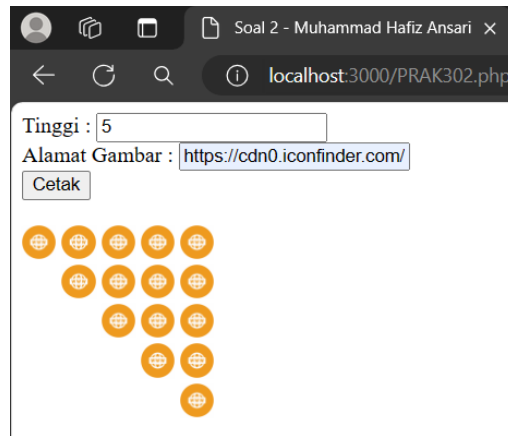 Soal 2 - Muhammad Hafiz Ansari
localhost:3000/PRAK302.php
Tinggi : 5
Alamat Gambar : https://cdn0.iconfinder.com/
Cetak